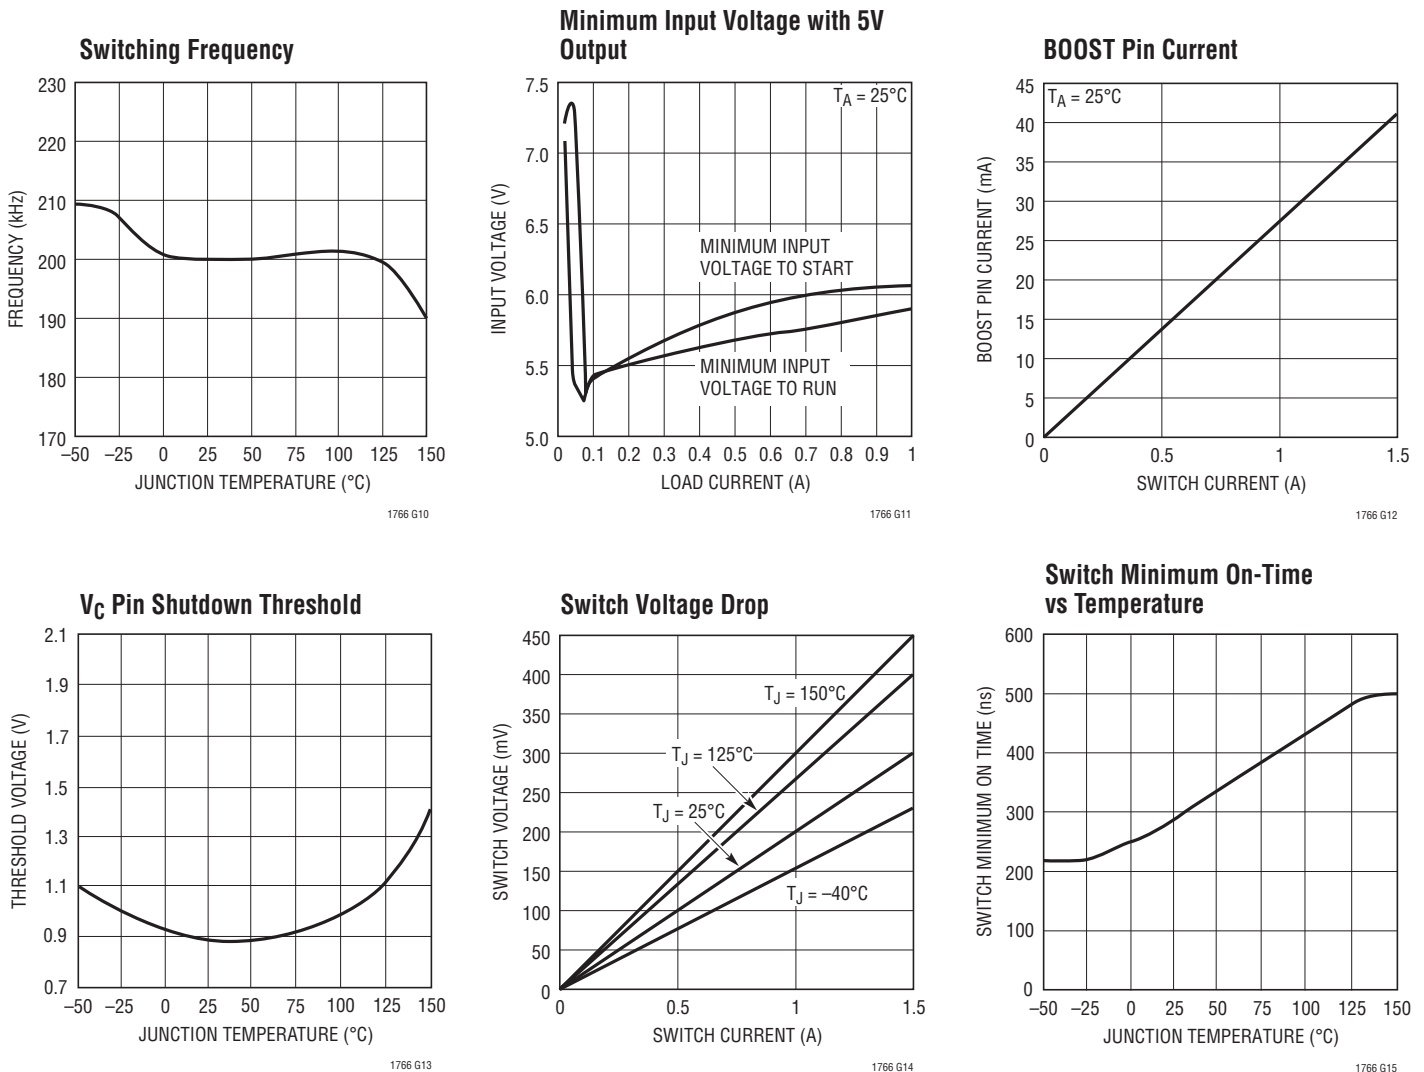 Switching Frequency
230
220
210
200
190
180
170
–50 –25 0 25 50 75 100 125 150
FREQUENCY (kHz)
JUNCTION TEMPERATURE (°C)
1766 G10
Minimum Input Voltage with 5V
Output
7.5
7.0
6.5
6.0
5.5
5.0
0 0.1 0.2 0.3 0.4 0.5 0.6 0.7 0.8 0.9 1
INPUT VOLTAGE (V)
LOAD CURRENT (A)
TA = 25°C
MINIMUM INPUT
VOLTAGE TO START
MINIMUM INPUT
VOLTAGE TO RUN
1766 G11
BOOST Pin Current
45
40
35
30
25
20
15
10
5
0
0 0.5 1 1.5
BOOST PIN CURRENT (mA)
SWITCH CURRENT (A)
TA = 25°C
1766 G12
VC Pin Shutdown Threshold
2.1
1.9
1.7
1.5
1.3
1.1
0.9
0.7
–50 –25 0 25 50 75 100 125 150
THRESHOLD VOLTAGE (V)
JUNCTION TEMPERATURE (°C)
1766 G13
Switch Voltage Drop
450
400
350
300
250
200
150
100
50
0
0 0.5 1 1.5
SWITCH VOLTAGE (mV)
SWITCH CURRENT (A)
TJ = 150°C
TJ = 125°C
TJ = 25°C
TJ = –40°C
1766 G14
Switch Minimum On-Time
vs Temperature
600
500
400
300
200
100
0
–50 –25 0 25 50 75 100 125 150
SWITCH MINIMUM ON TIME (ns)
JUNCTION TEMPERATURE (°C)
1766 G15